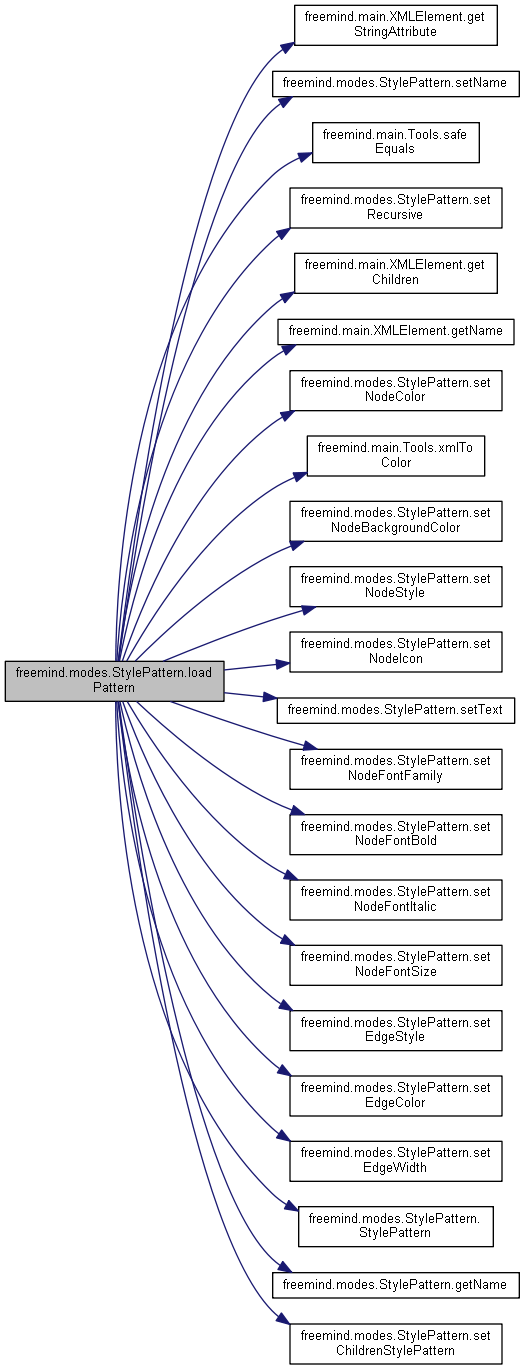 freemind.main.XMLElement.get
StringAttribute
freemind.modes.StylePattern.setName
freemind.main.Tools.safe
Equals
freemind.modes.StylePattern.set
Recursive
freemind.main.XMLElement.get
Children
freemind.main.XMLElement.getName
freemind.modes.StylePattern.set
NodeColor
freemind.main.Tools.xmlTo
Color
freemind.modes.StylePattern.set
NodeBackgroundColor
freemind.modes.StylePattern.set
NodeStyle
freemind.modes.StylePattern.set
NodeIcon
freemind.modes.StylePattern.load
Pattern
freemind.modes.StylePattern.setText
freemind.modes.StylePattern.set
NodeFontFamily
freemind.modes.StylePattern.set
NodeFontBold
freemind.modes.StylePattern.set
NodeFontItalic
freemind.modes.StylePattern.set
NodeFontSize
freemind.modes.StylePattern.set
EdgeStyle
freemind.modes.StylePattern.set
EdgeColor
freemind.modes.StylePattern.set
EdgeWidth
freemind.modes.StylePattern.
StylePattern
freemind.modes.StylePattern.getName
freemind.modes.StylePattern.set
ChildrenStylePattern